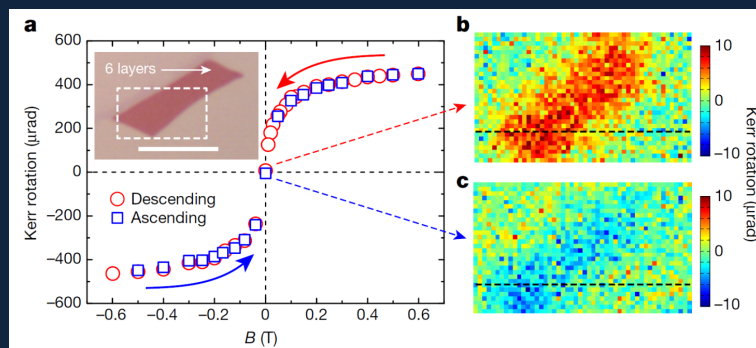 a
600
400
200
0
−200
−400
−600
Kerr rotation (μrad)
6 layers
Descending
Ascending
−0.6 −0.4 −0.2 0 0.2 0.4 0.6
B (T)
b
10
0
−10
Kerr rotation (μrad)
c
10
0
−10